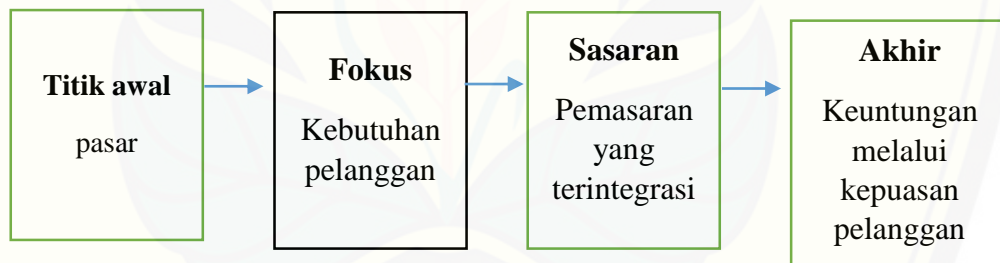 Titik awal
pasar
Fokus
Kebutuhan
pelanggan
Sasaran
Pemasaran
yang
terintegrasi
Akhir
Keuntungan
melalui
kepuasan
pelanggan